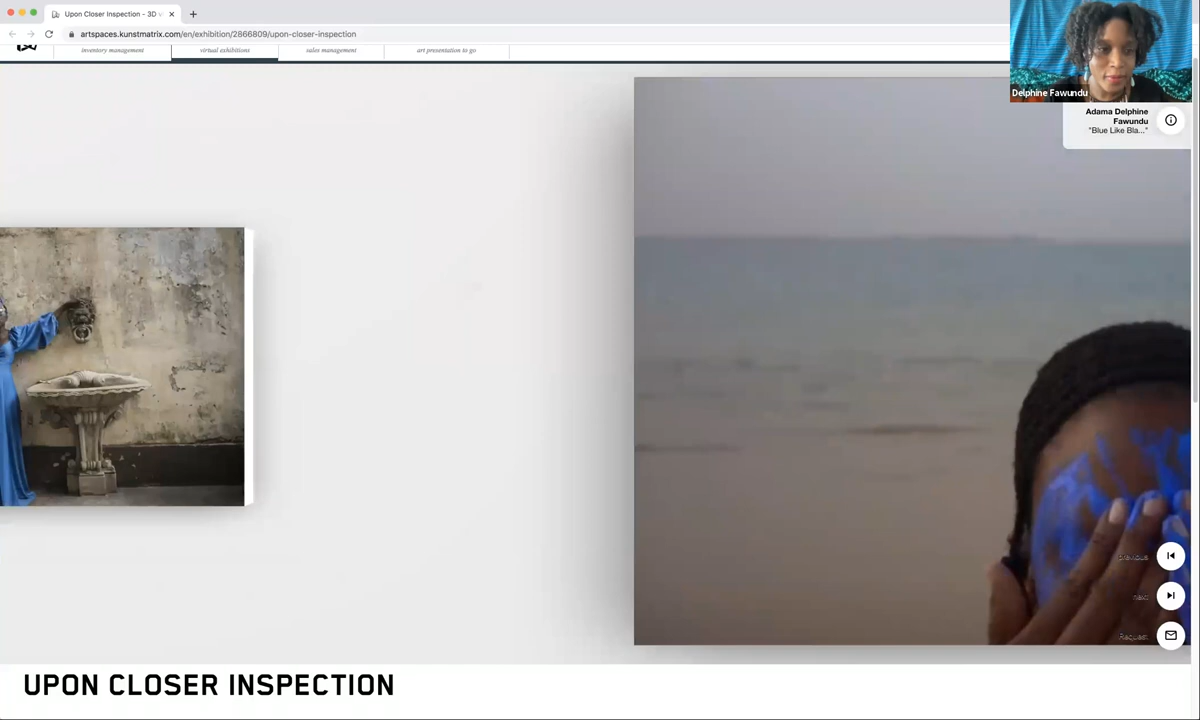 Upon Closer Inspection - 3D v
artspaces.kunstmatrix.com/en/exhibition/2866809/upon-closer-inspection
inventory management
virtual exhibitions
sales management
art presentation to go
Delphine Fawundu
Adama Delphine
Fawundu
"Blue Like Bla..."
previous
next
Request
UPON CLOSER INSPECTION